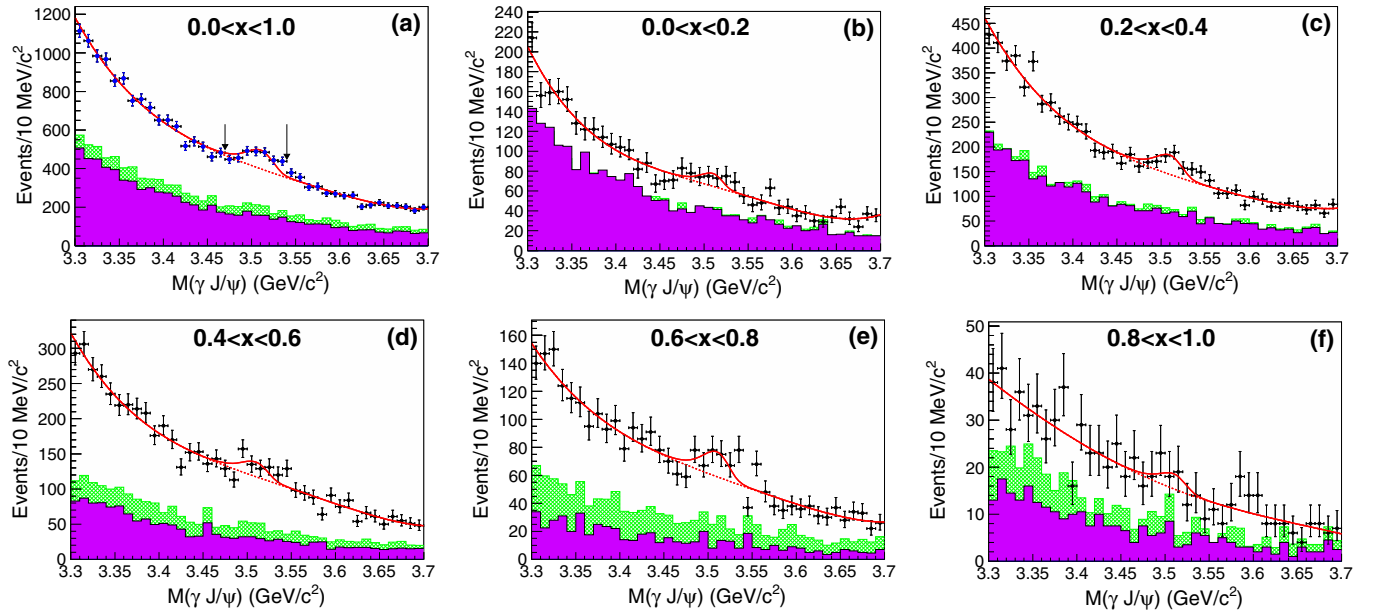 0.0<x<1.0 (a)
Events/10 MeV/c²
1200
1000
800
600
400
200
0
3.3 3.35 3.4 3.45 3.5 3.55 3.6 3.65 3.7
M(γ J/ψ) (GeV/c²)
0.0<x<0.2 (b)
Events/10 MeV/c²
240
220
200
180
160
140
120
100
80
60
40
20
0
3.3 3.35 3.4 3.45 3.5 3.55 3.6 3.65 3.7
M(γ J/ψ) (GeV/c²)
0.2<x<0.4 (c)
Events/10 MeV/c²
450
400
350
300
250
200
150
100
50
0
3.3 3.35 3.4 3.45 3.5 3.55 3.6 3.65 3.7
M(γ J/ψ) (GeV/c²)
0.4<x<0.6 (d)
Events/10 MeV/c²
300
250
200
150
100
50
0
3.3 3.35 3.4 3.45 3.5 3.55 3.6 3.65 3.7
M(γ J/ψ) (GeV/c²)
0.6<x<0.8 (e)
Events/10 MeV/c²
160
140
120
100
80
60
40
20
0
3.3 3.35 3.4 3.45 3.5 3.55 3.6 3.65 3.7
M(γ J/ψ) (GeV/c²)
0.8<x<1.0 (f)
Events/10 MeV/c²
50
40
30
20
10
0
3.3 3.35 3.4 3.45 3.5 3.55 3.6 3.65 3.7
M(γ J/ψ) (GeV/c²)